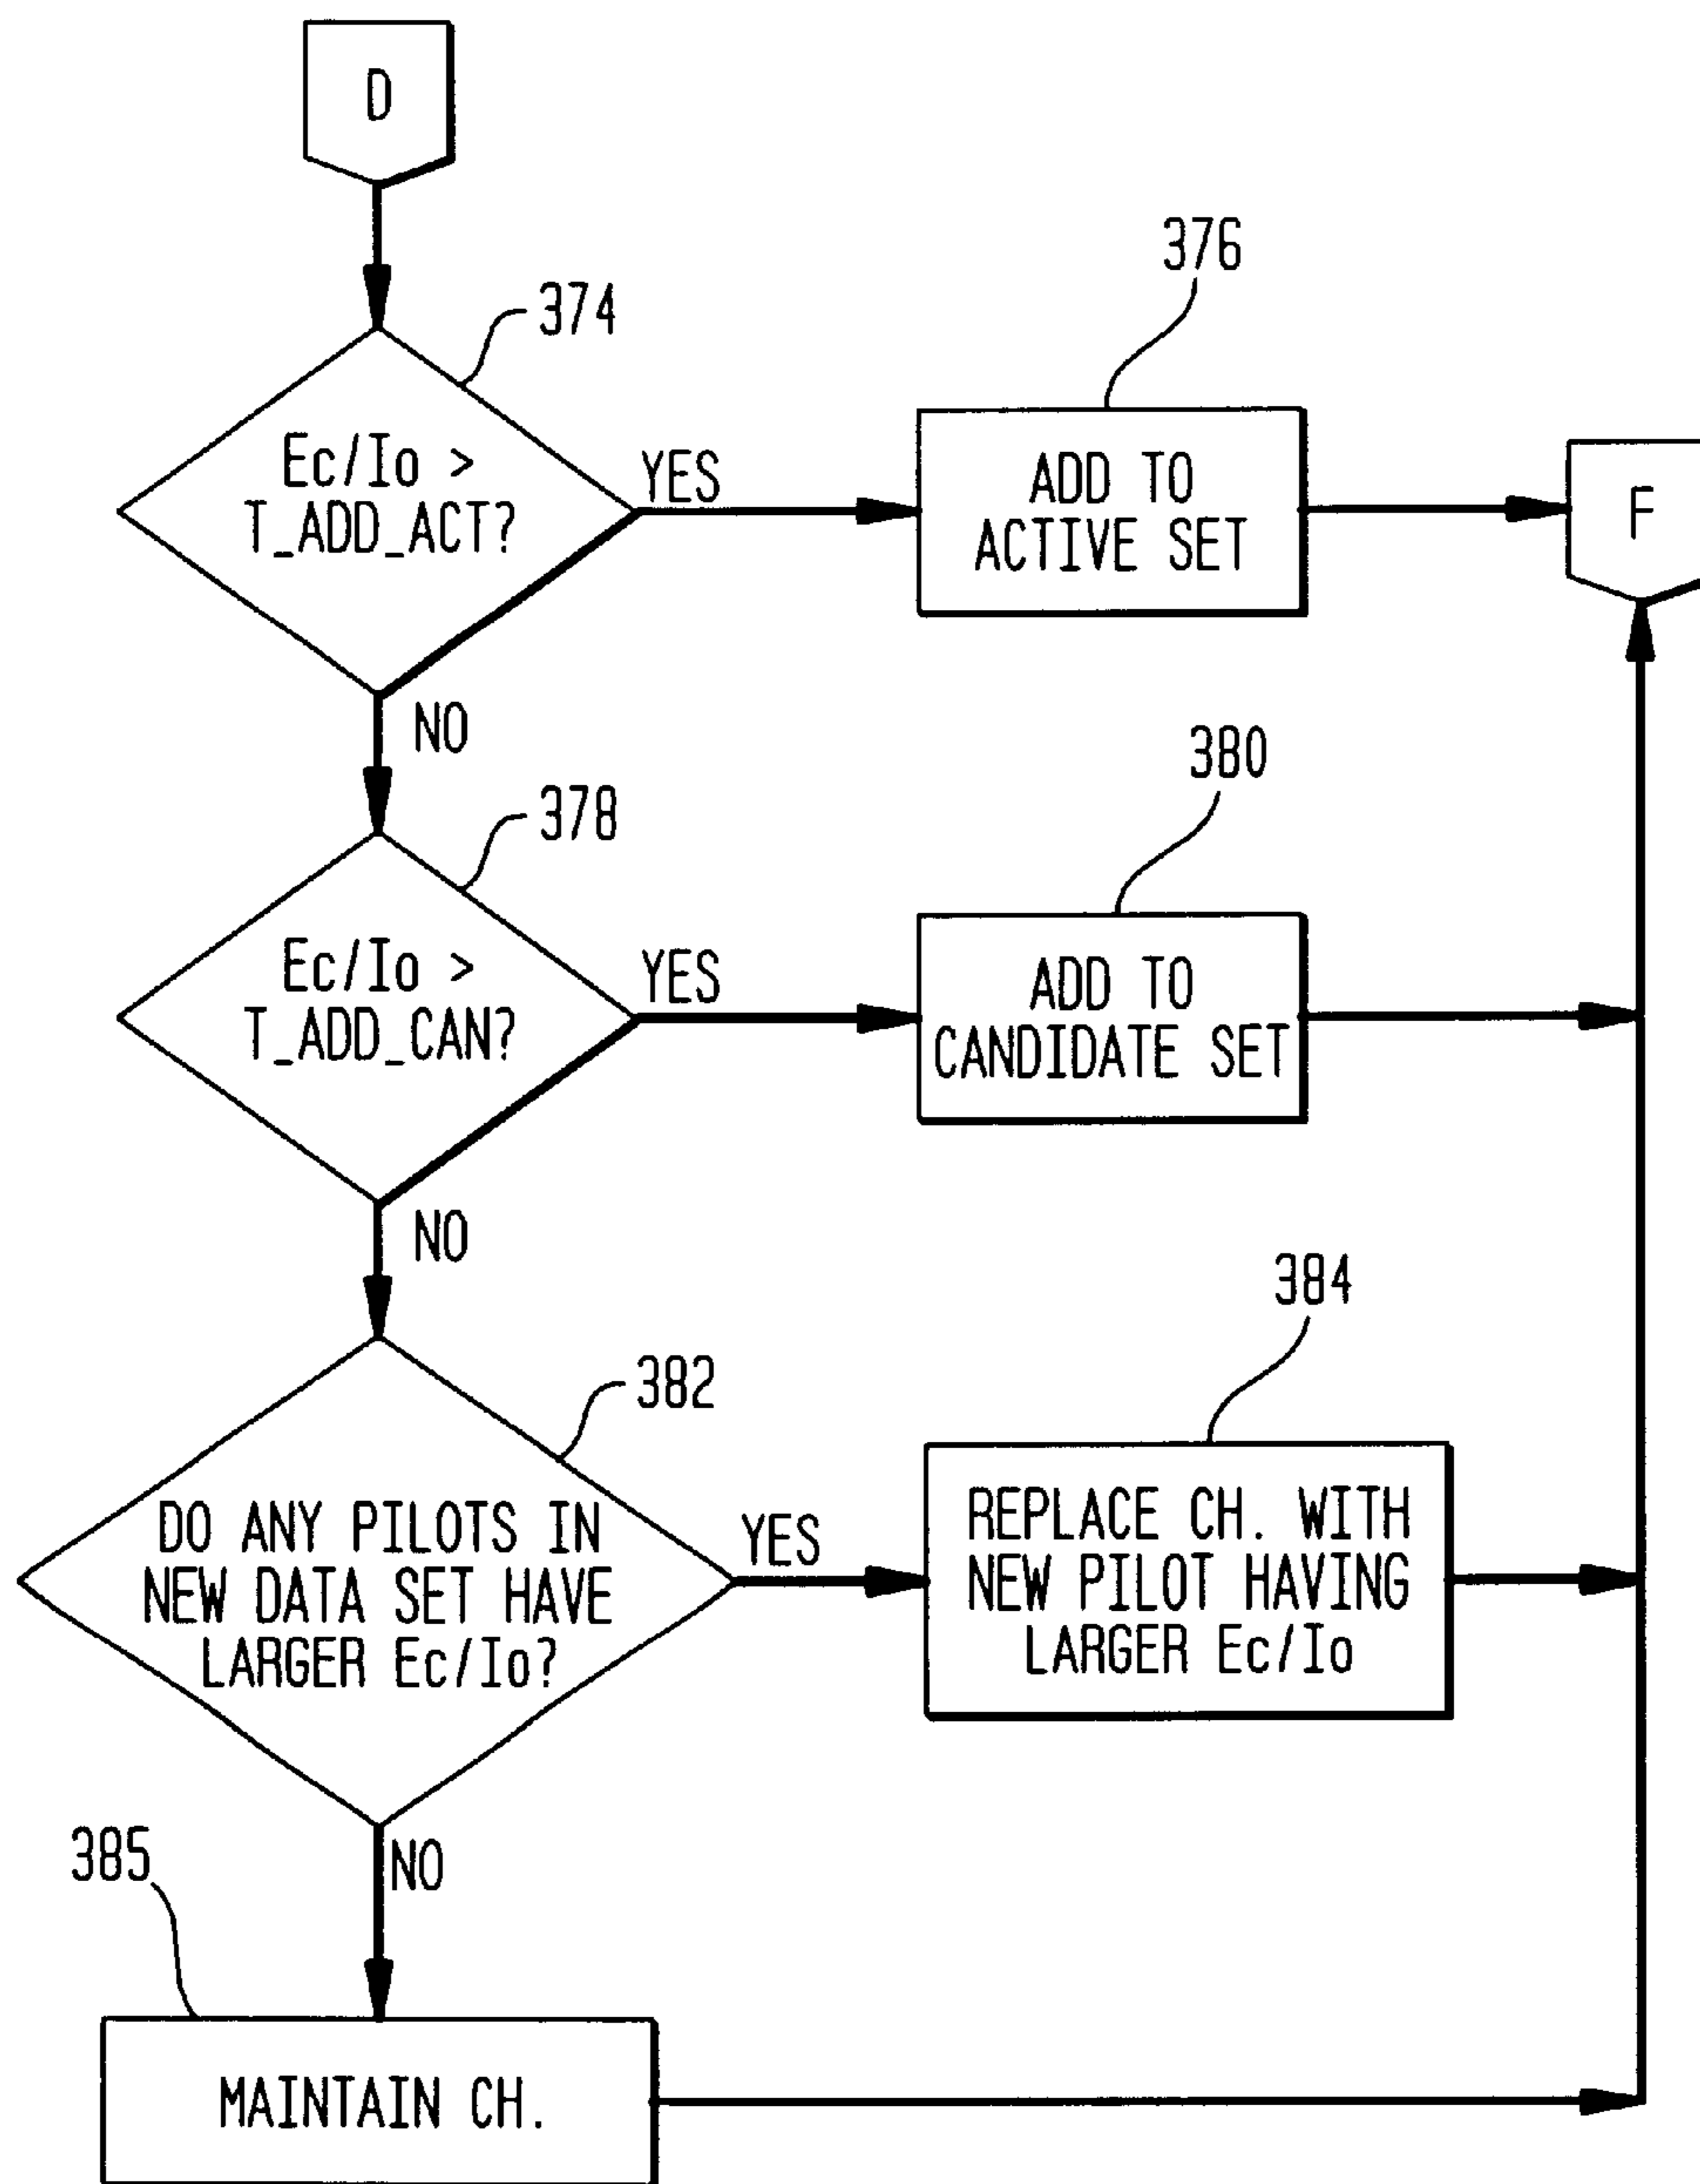 D
374
Ec/Io >
T_ADD_ACT?
YES
376
ADD TO
ACTIVE SET
F
NO
378
Ec/Io >
T_ADD_CAN?
YES
380
ADD TO
CANDIDATE SET
NO
382
DO ANY PILOTS IN
NEW DATA SET HAVE
LARGER Ec/Io?
YES
384
REPLACE CH. WITH
NEW PILOT HAVING
LARGER Ec/Io
NO
385
MAINTAIN CH.